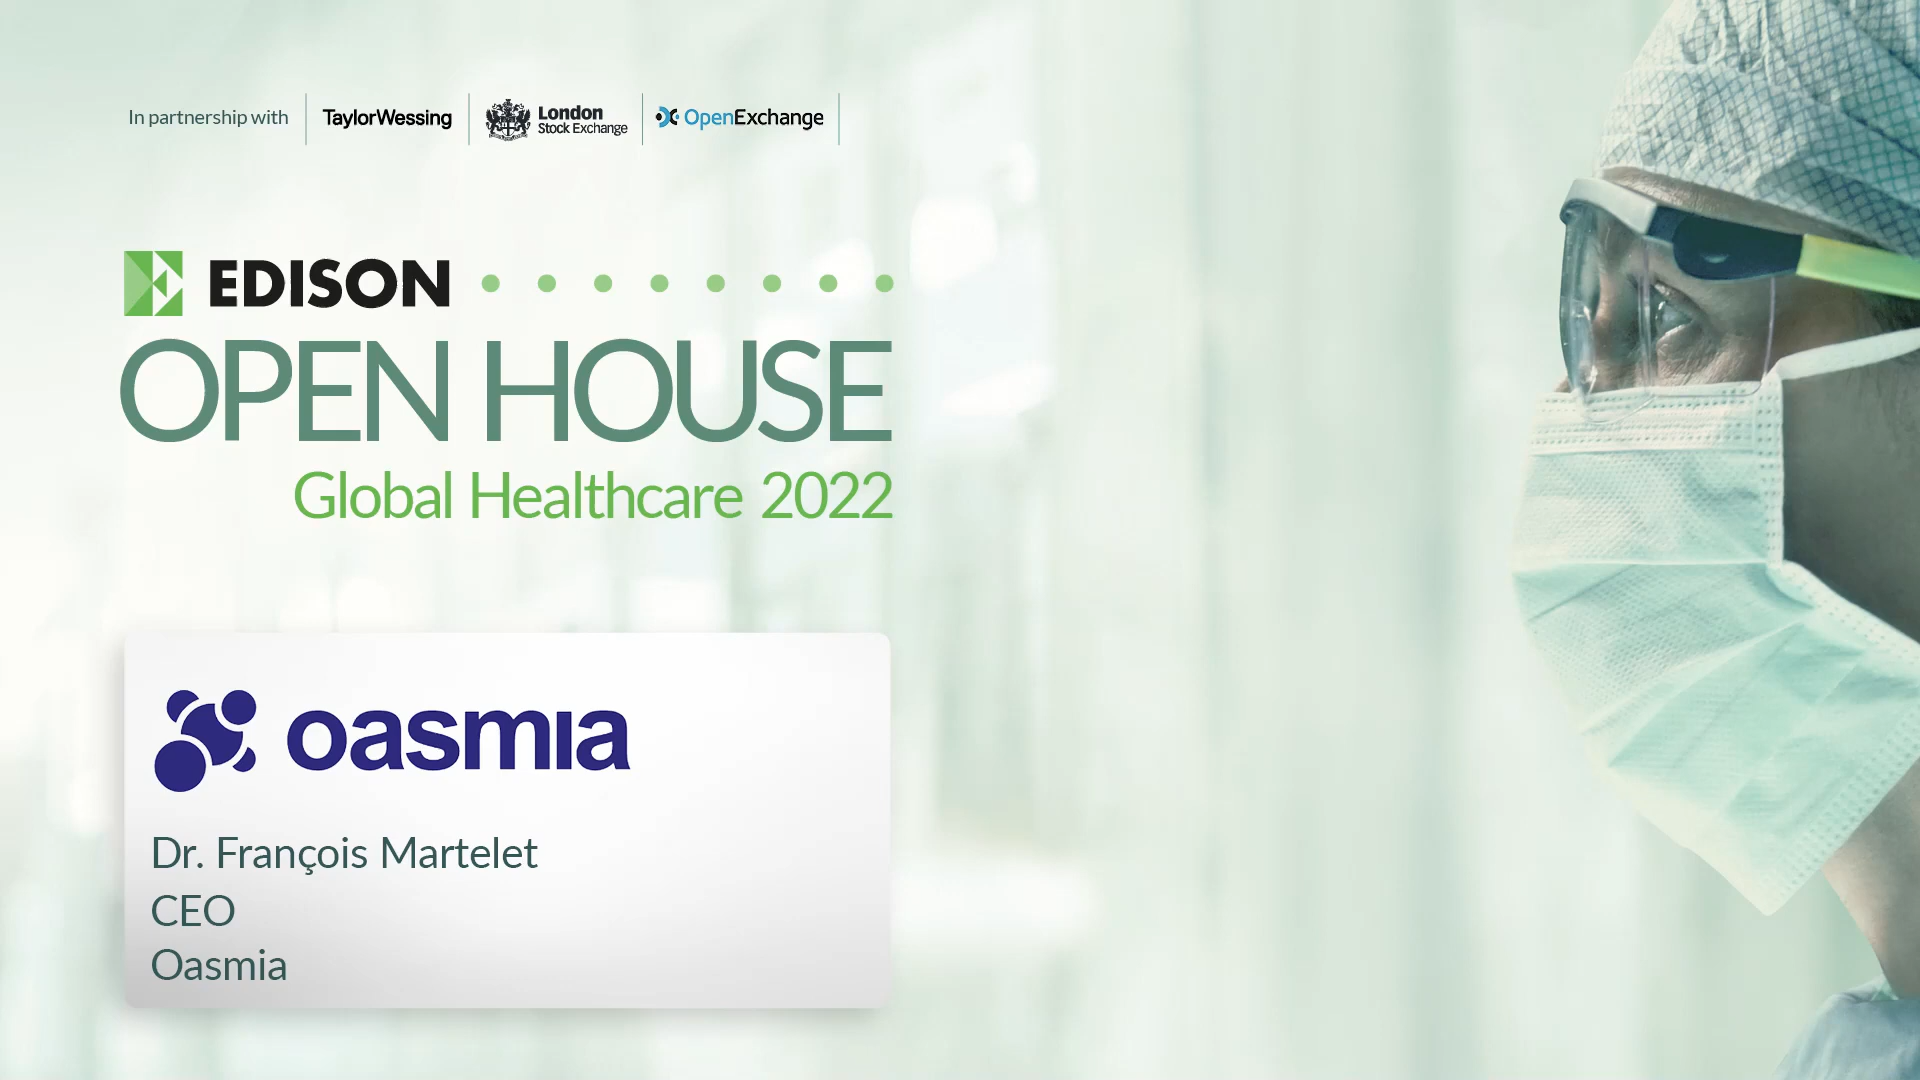 In partnership with
TaylorWessing
London
Stock Exchange
OpenExchange
EDISON
OPEN HOUSE
Global Healthcare 2022
oasmia
Dr. François Martelet
CEO
Oasmia